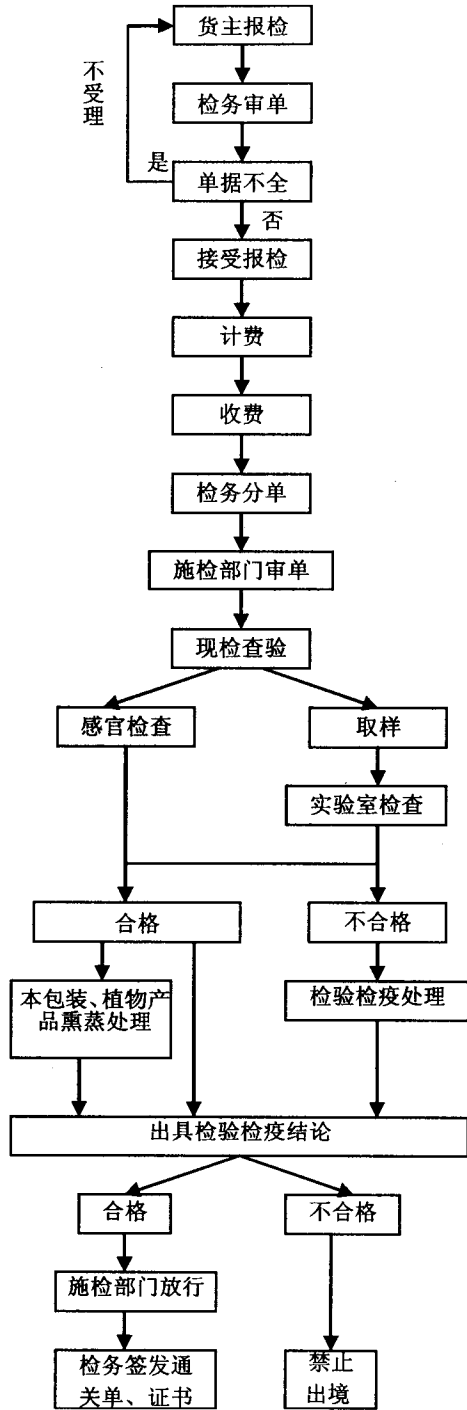 货主报检
不受理
检务审单
是
单据不全
否
接受报检
计费
收费
检务分单
施检部门审单
现检查验
感官检查
取样
实验室检查
合格
不合格
本包装、植物产
品熏蒸处理
检验检疫处理
出具检验检疫结论
合格
不合格
施检部门放行
检务签发通
关单、证书
禁止
出境